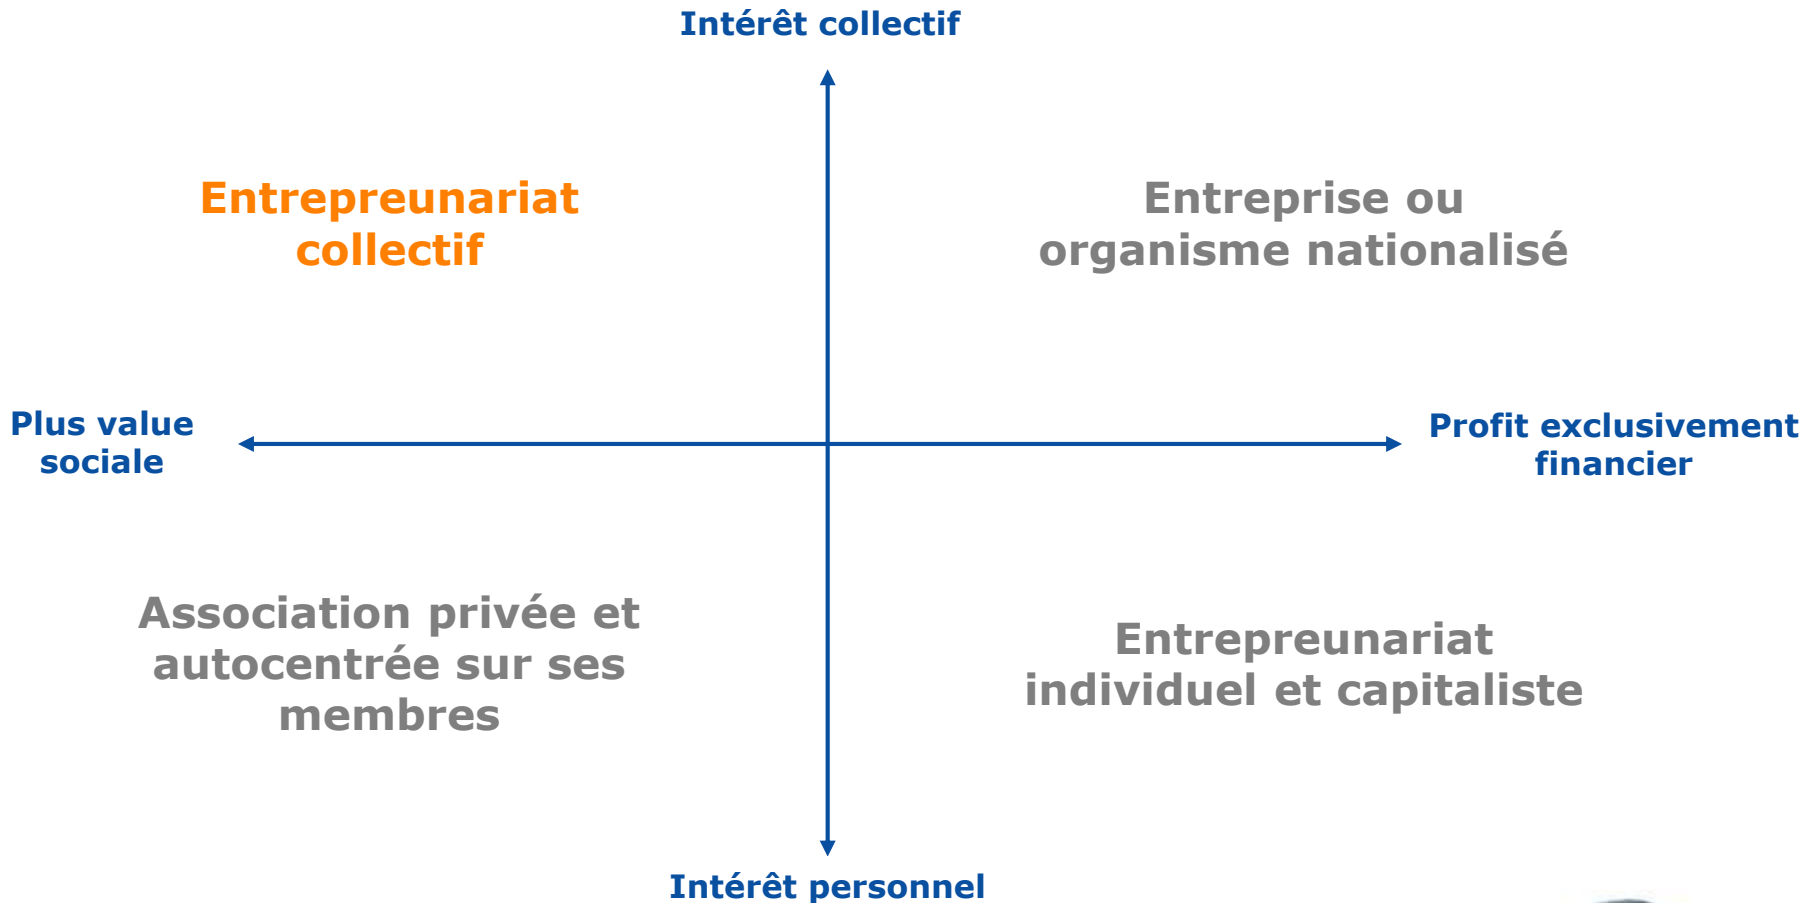 Intérêt collectif
Entrepreunariat
collectif
Entreprise ou
organisme nationalisé
Plus value
sociale
Profit exclusivement
financier
Association privée et
autocentrée sur ses
membres
Entrepreunariat
individuel et capitaliste
Intérêt personnel